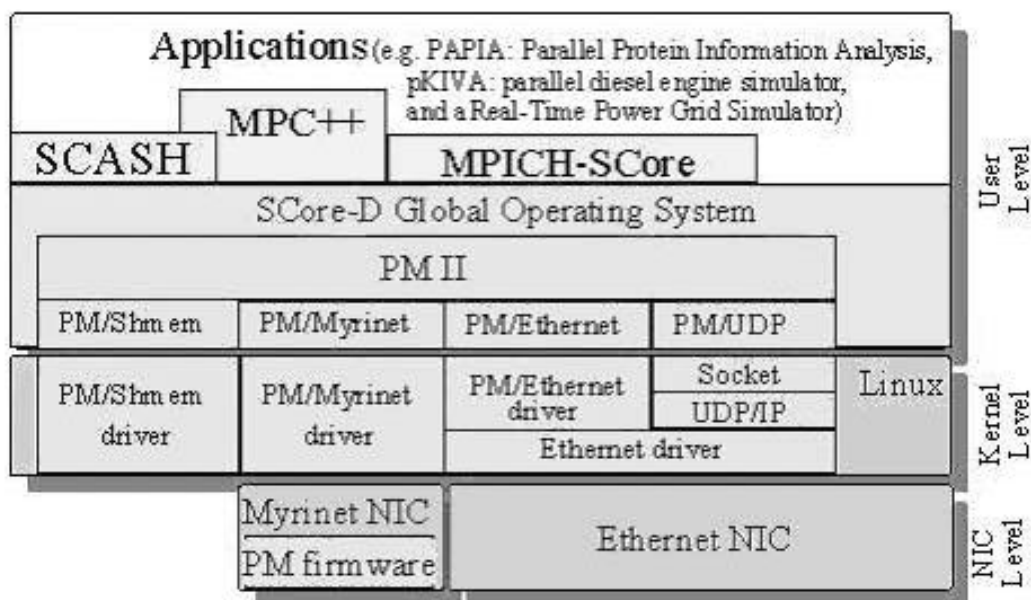 Applications (e.g. PAPIA: Parallel Protein Information Analysis,
pKIVA: parallel diesel engine simulator,
and a Real-Time Power Grid Simulator)
MPC++
SCASH
MPICH-SCore
SCore-D Global Operating System
PM II
PM/Shmem
PM/Myrinet
PM/Ethernet
PM/UDP
User
Level
PM/Shmem
driver
PM/Myrinet
driver
PM/Ethernet
driver
Socket
UDP/IP
Ethernet driver
Linux
Kernel
Level
Myrinet NIC
PM firmware
Ethernet NIC
NIC
Level